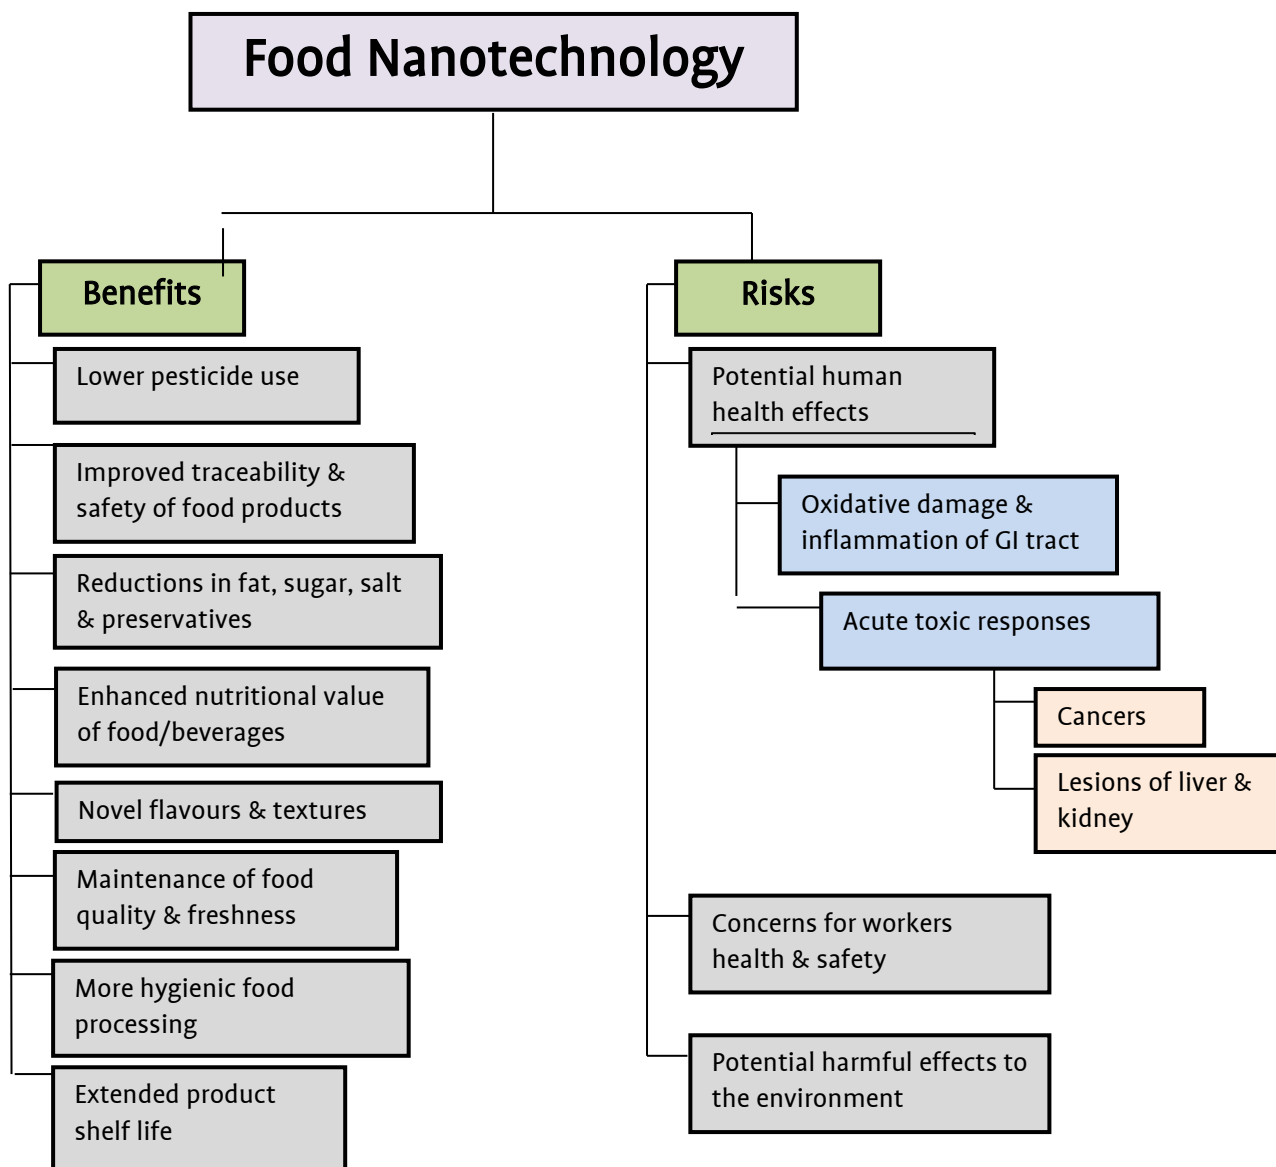 Food Nanotechnology
Benefits
Lower pesticide use
Improved traceability &
safety of food products
Reductions in fat, sugar, salt
& preservatives
Enhanced nutritional value
of food/beverages
Novel flavours & textures
Maintenance of food
quality & freshness
More hygienic food
processing
Extended product
shelf life
Risks
Potential human
health effects
Oxidative damage &
inflammation of GI tract
Acute toxic responses
Cancers
Lesions of liver &
kidney
Concerns for workers
health & safety
Potential harmful effects to
the environment